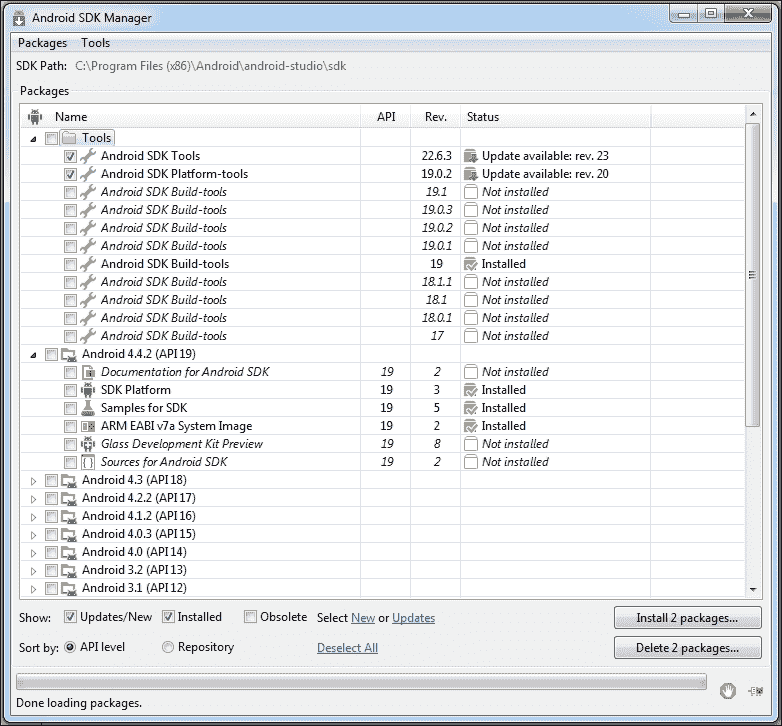 Android SDK Manager
Packages Tools
SDK Path: C:\Program Files (x86)\Android\android-studio\sdk
Packages
Name API Rev. Status
Tools
Android SDK Tools 22.6.3 Update available: rev. 23
Android SDK Platform-tools 19.0.2 Update available: rev. 20
Android SDK Build-tools 19.1 Not installed
Android SDK Build-tools 19.0.3 Not installed
Android SDK Build-tools 19.0.2 Not installed
Android SDK Build-tools 19.0.1 Not installed
Android SDK Build-tools 19 Installed
Android SDK Build-tools 18.1.1 Not installed
Android SDK Build-tools 18.1 Not installed
Android SDK Build-tools 18.0.1 Not installed
Android SDK Build-tools 17 Not installed
Android 4.4.2 (API 19)
Documentation for Android SDK 19 2 Not installed
SDK Platform 19 3 Installed
Samples for SDK 19 5 Installed
ARM EABI v7a System Image 19 2 Installed
Glass Development Kit Preview 19 8 Not installed
Sources for Android SDK 19 2 Not installed
Android 4.3 (API 18)
Android 4.2.2 (API 17)
Android 4.1.2 (API 16)
Android 4.0.3 (API 15)
Android 4.0 (API 14)
Android 3.2 (API 13)
Android 3.1 (API 12)
Show: Updates/New Installed Obsolete Select New or Updates Install 2 packages...
Sort by: API level Repository Deselect All Delete 2 packages...
Done loading packages.